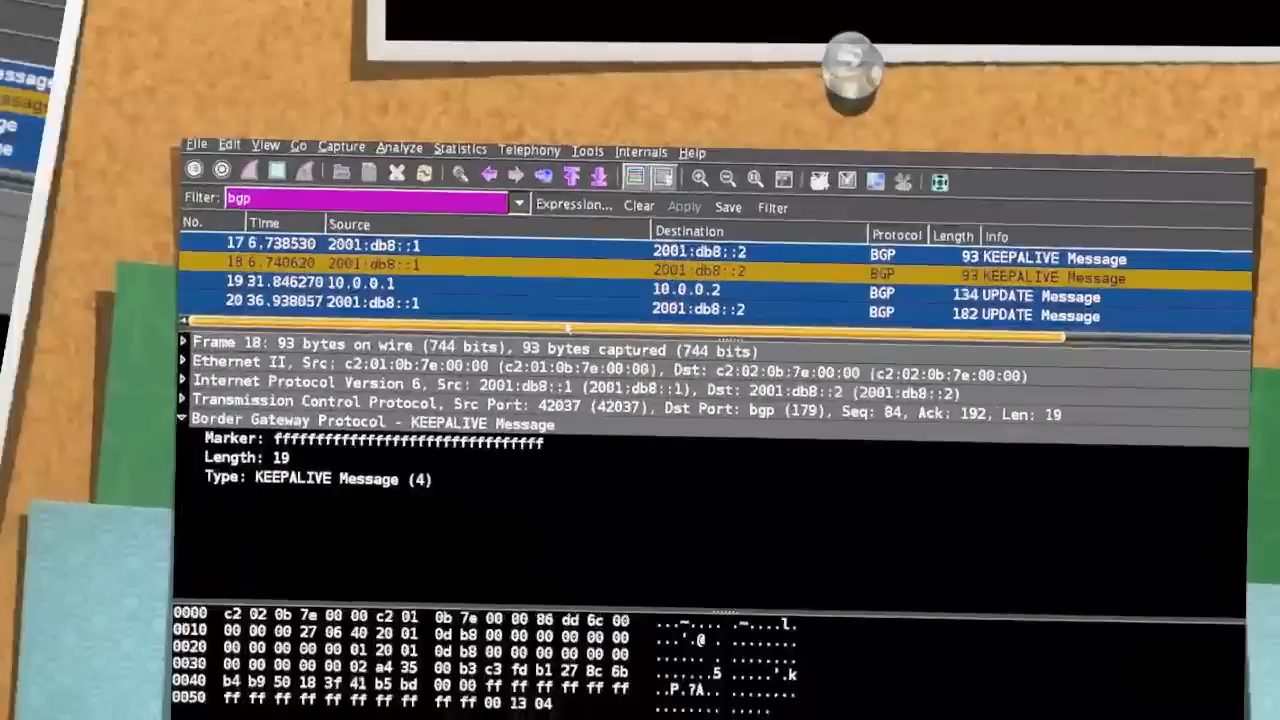 essage
essage
ge
e
File Edit View Go Capture Analyze Statistics Telephony Tools Internals Help
Filter: bgp Expression... Clear Apply Save Filter
No. Time Source Destination Protocol Length Info
17 6.738530 2001:db8::1 2001:db8::2 BGP 93 KEEPALIVE Message
18 6.740620 2001:db8::1 2001:db8::2 BGP 93 KEEPALIVE Message
19 31.846270 10.0.0.1 10.0.0.2 BGP 134 UPDATE Message
20 36.938057 2001:db8::1 2001:db8::2 BGP 182 UPDATE Message
Frame 18: 93 bytes on wire (744 bits), 93 bytes captured (744 bits)
Ethernet II, Src: c2:01:0b:7e:00:00 (c2:01:0b:7e:00:00), Dst: c2:02:0b:7e:00:00 (c2:02:0b:7e:00:00)
Internet Protocol Version 6, Src: 2001:db8::1 (2001:db8::1), Dst: 2001:db8::2 (2001:db8::2)
Transmission Control Protocol, Src Port: 42037 (42037), Dst Port: bgp (179), Seq: 84, Ack: 192, Len: 19
Border Gateway Protocol - KEEPALIVE Message
Marker: ffffffffffffffffffffffffffffffff
Length: 19
Type: KEEPALIVE Message (4)
0000 c2 02 0b 7e 00 00 c2 01 0b 7e 00 00 86 dd 6c 00 ...~.... .~....l.
0010 00 00 00 27 06 40 20 01 0d b8 00 00 00 00 00 00 ...'.@ . ........
0020 00 00 00 00 00 01 20 01 0d b8 00 00 00 00 00 00 ...... . ........
0030 00 00 00 00 00 02 a4 35 00 b3 c3 fd b1 27 8c 6b .......5 .....'.k
0040 b4 b9 50 18 3f 41 b5 bd 00 00 ff ff ff ff ff ff ..P.?A.. ........
0050 ff ff ff ff ff ff ff ff ff ff 00 13 04 ........ .....